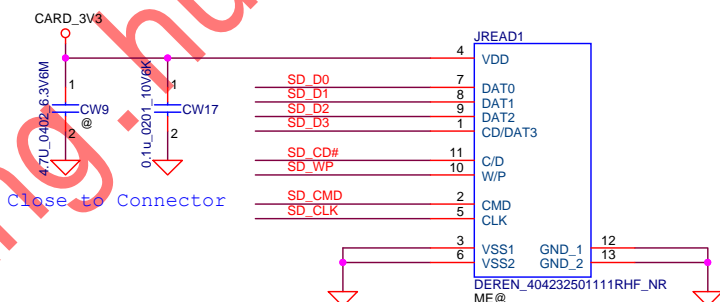 CARD_3V3
JREAD1
4 VDD
SD_D0 7 DAT0
SD_D1 8 DAT1
SD_D2 9 DAT2
SD_D3 1 CD/DAT3
SD_CD# 11 C/D
SD_WP 10 W/P
SD_CMD 2 CMD
SD_CLK 5 CLK
3 VSS1 GND_1 12
6 VSS2 GND_2 13
DEREN_404232501111RHF_NR
ME@
4.7U_0402_6.3V6M
1
CW9
@
2
0.1u_0201_10V6K
1
CW17
2
Close to Connector